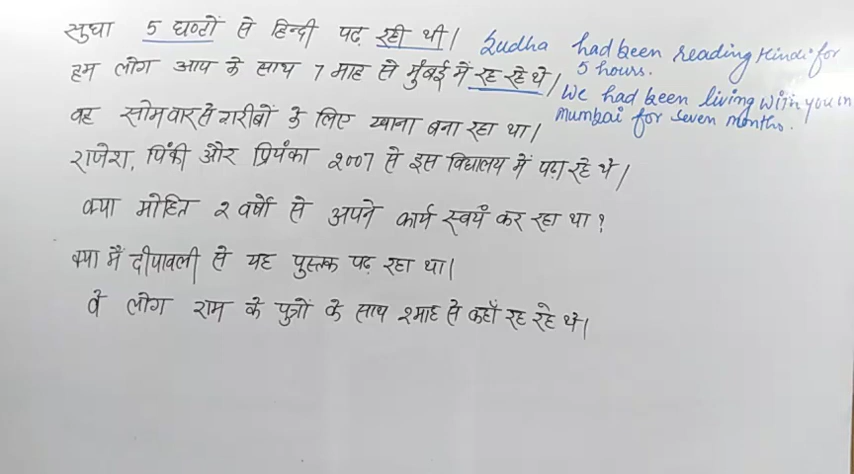 सुधा 5 घण्टों से हिन्दी पढ़ रही थी। Sudha had been reading Hindi for 5 hours.
हम लोग आप के साथ 7 माह से मुंबई में रह रहे थे। We had been living with you in Mumbai for seven months.
वह सोमवार से गरीबों के लिए खाना बना रहा था।
राजेश, पिंकी और प्रियंका 2007 से इस विद्यालय में पढ़ा रहे थे।
क्या मोहित 2 वर्षों से अपने कार्य स्वयं कर रहा था ?
क्या मैं दीपावली से यह पुस्तक पढ़ रहा था।
वे लोग राम के पुत्रों के साथ 2 माह से कहाँ रह रहे थे।